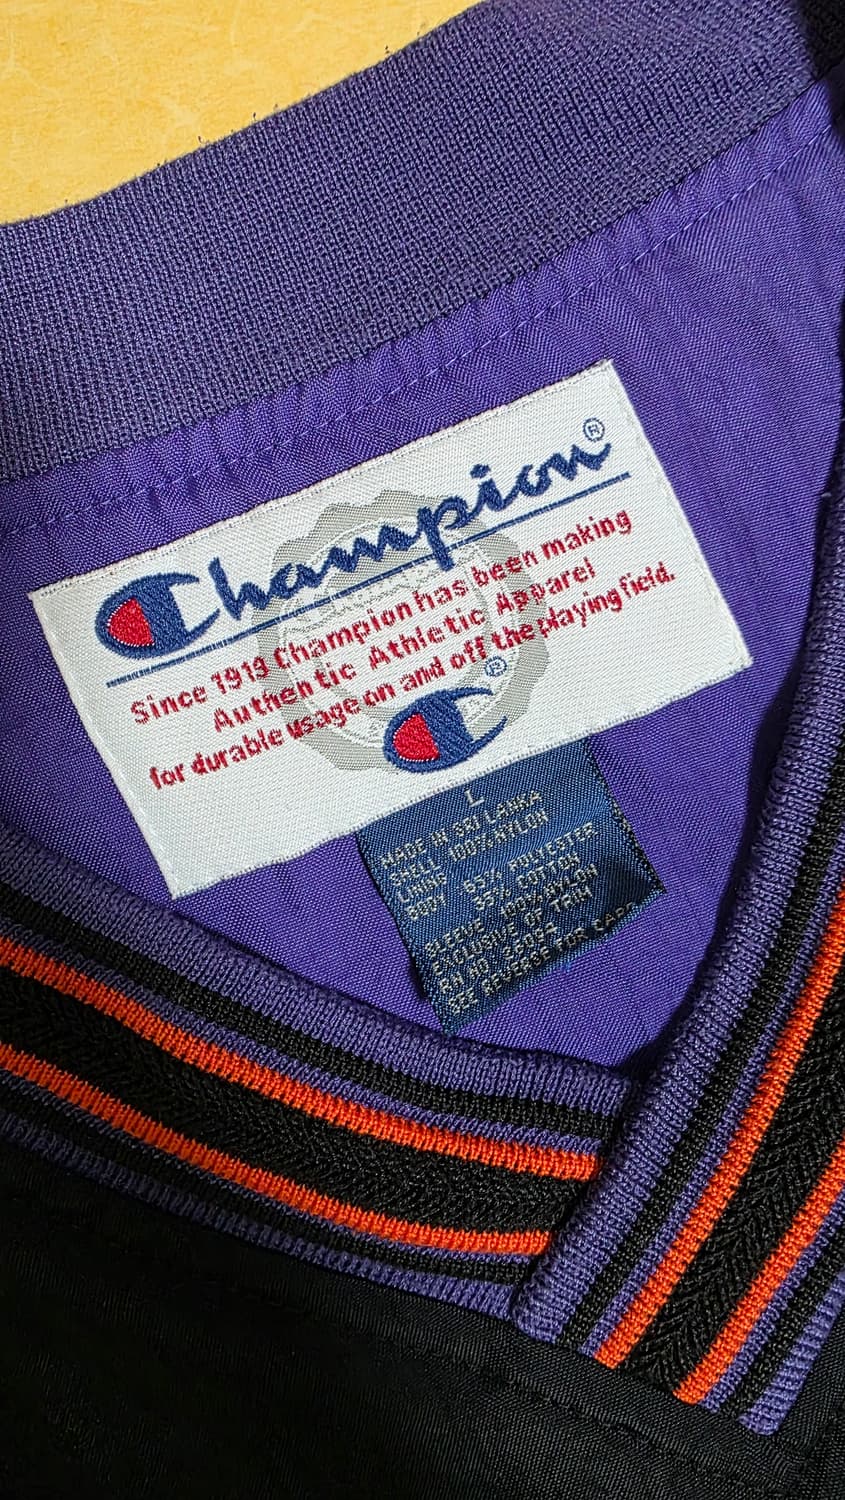 Champion®
Since 1919 Champion has been making
Authentic Athletic Apparel
for durable usage on and off the playing field.
®
L
MADE IN SRI LANKA
SHELL 100% NYLON
LINING
BODY 65% POLYESTER
35% COTTON
SLEEVE 100% NYLON
EXCLUSIVE OF TRIM
RN NO.
SEE REVERSE FOR CARE